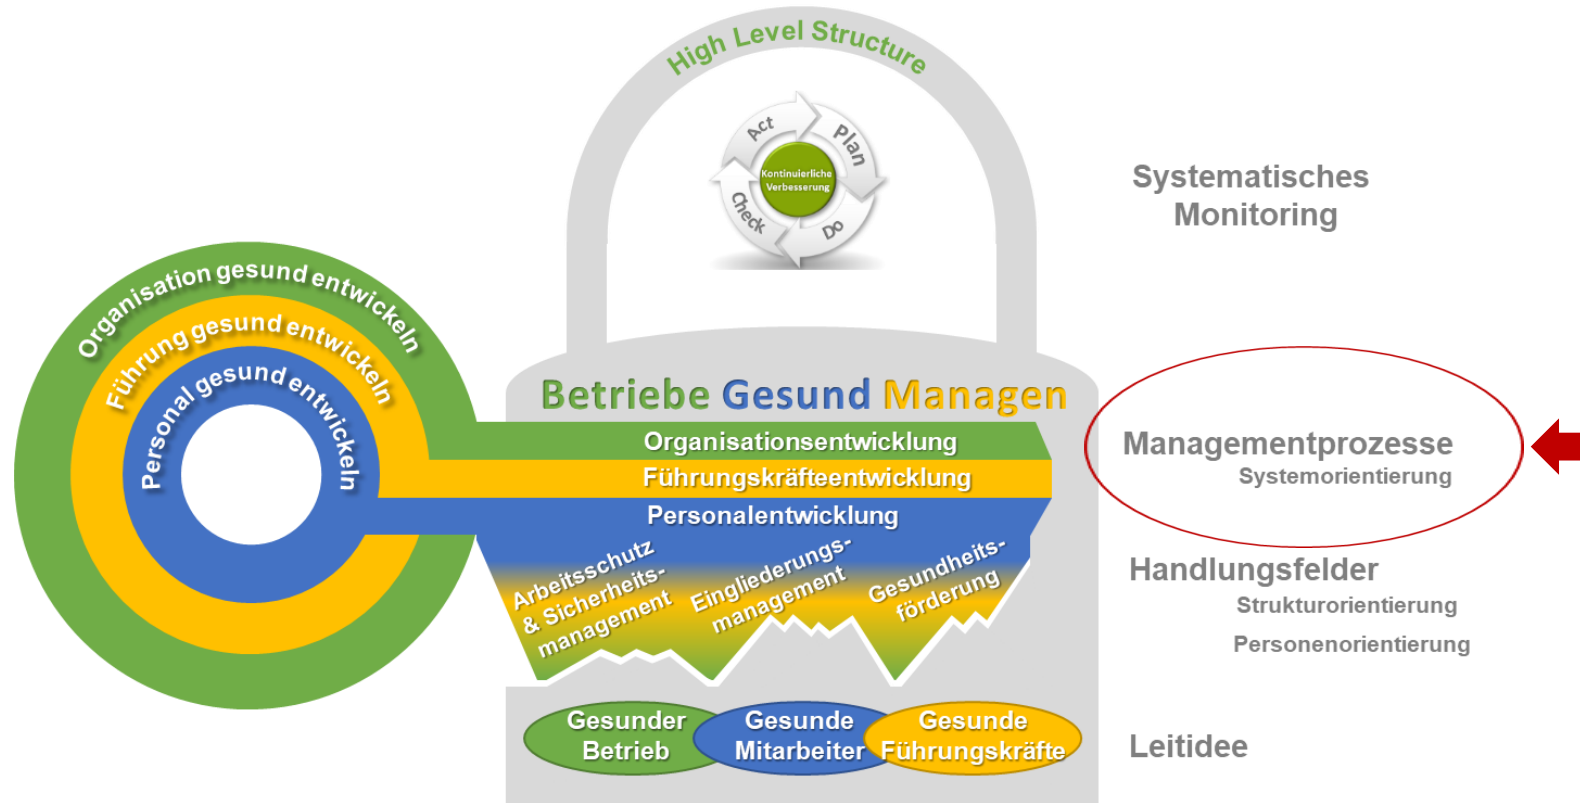 High Level Structure
Act
Plan
Kontinuierliche
Verbesserung
Check
Do
Systematisches
Monitoring
Organisation gesund entwickeln
Führung gesund entwickeln
Personal gesund entwickeln
Betriebe Gesund Managen
Organisationsentwicklung
Führungskräfteentwicklung
Personalentwicklung
Managementprozesse
Systemorientierung
Arbeitsschutz
& Sicherheits-
management
Eingliederungs-
management
Gesundheits-
förderung
Handlungsfelder
Strukturorientierung
Personenorientierung
Gesunder
Betrieb
Gesunde
Mitarbeiter
Gesunde
Führungskräfte
Leitidee